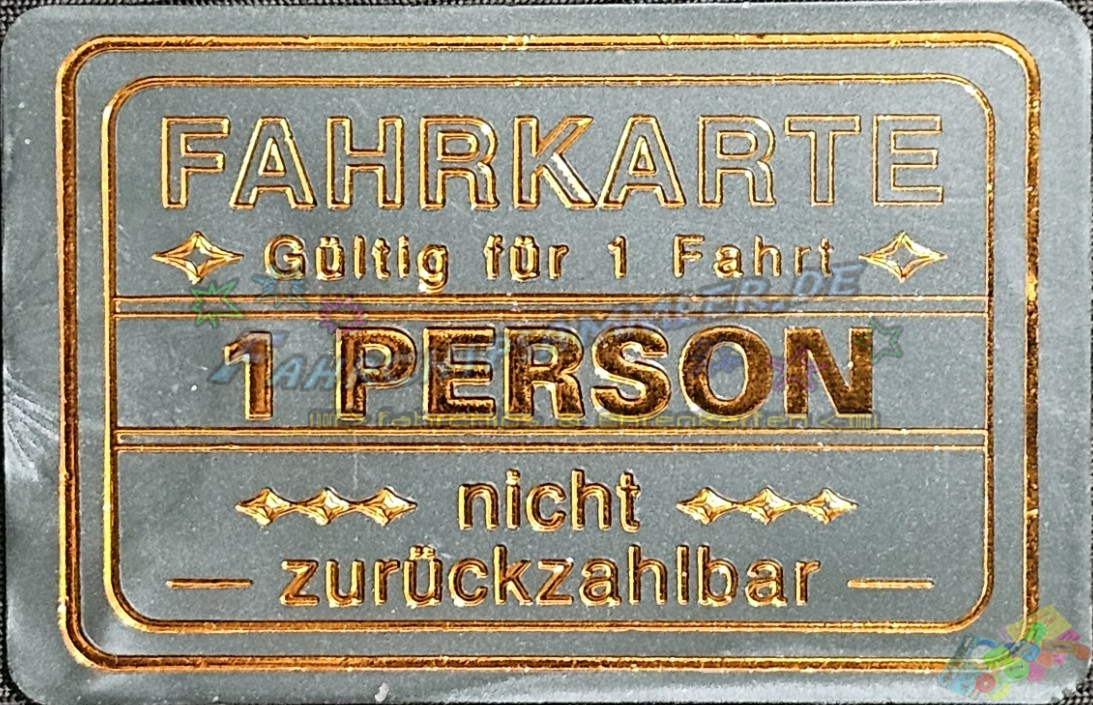 FAHRKARTE
Gültig für 1 Fahrt
1 PERSON
nicht
zurückzahlbar